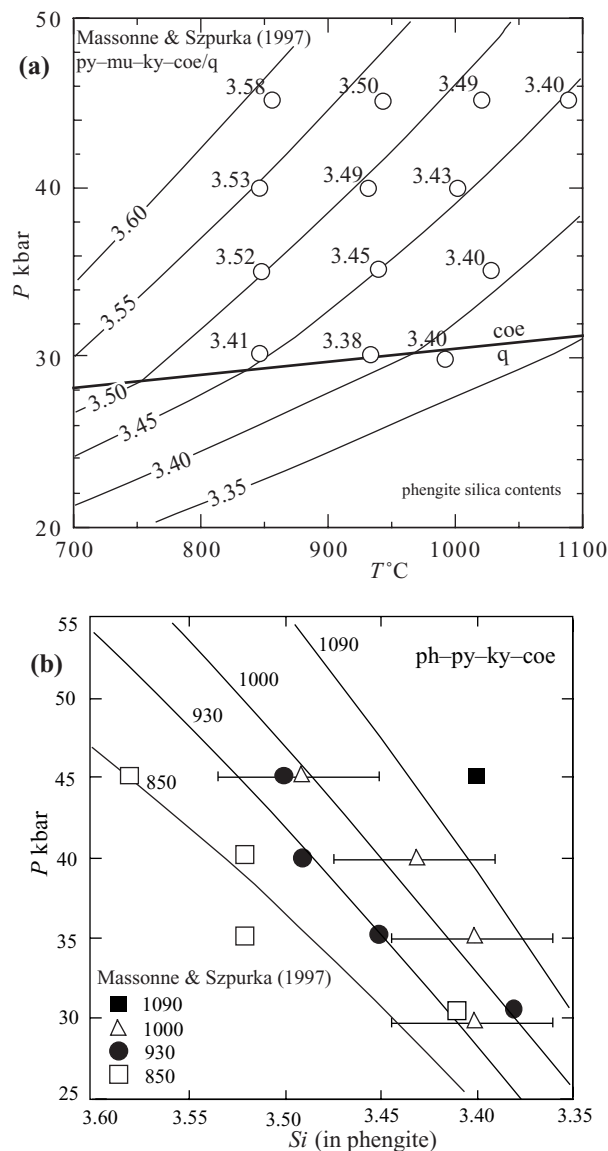 Massonne & Szpurka (1997)
(a) py–mu–ky–coe/q
3.58 3.50 3.49 3.40
3.53 3.49 3.43
3.60
3.52 3.45 3.40
3.55
3.41 3.38 3.40 coe
q
3.50
3.45
3.40
3.35
phengite silica contents
50
40
30
20
P kbar
700 800 900 1000 1100
T˚C
(b) ph–py–ky–coe
1090
1000
930
850
Massonne & Szpurka (1997)
1090
1000
930
850
55
50
45
40
35
30
25
P kbar
3.60 3.55 3.50 3.45 3.40 3.35
Si (in phengite)